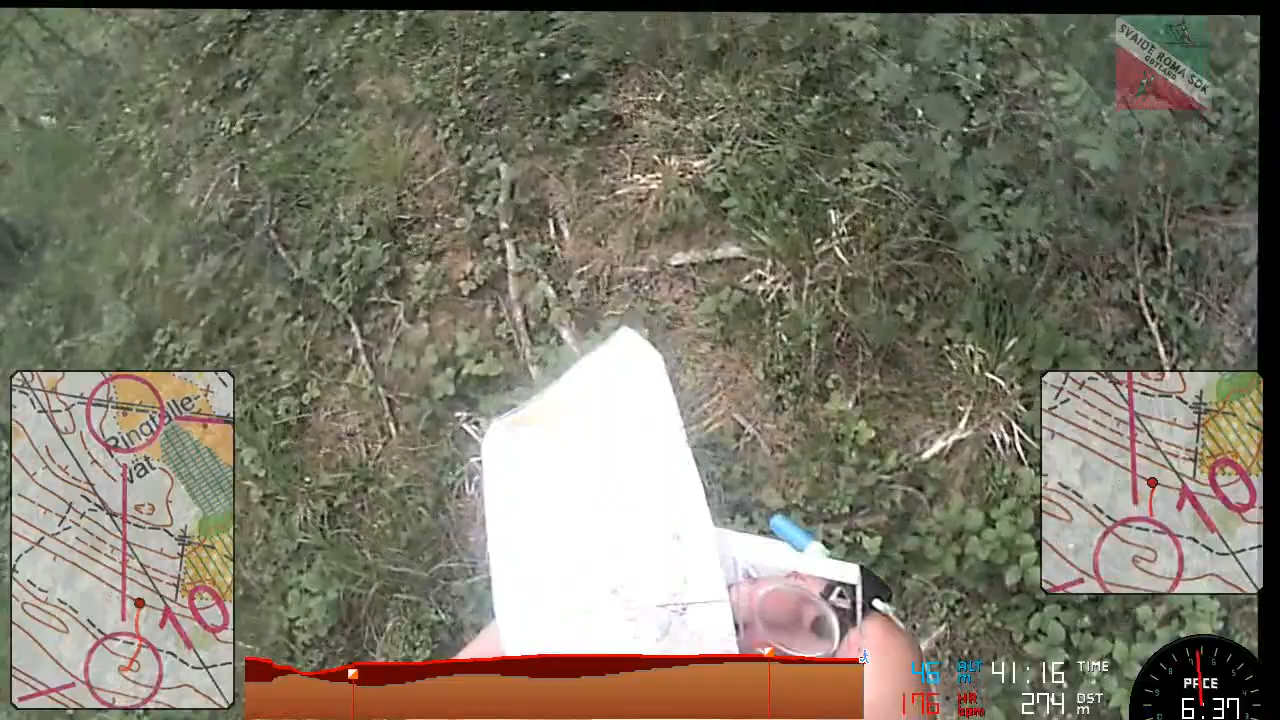 SVAIDE ROMA SOK
GOTLAND
vät
10
10
46 ALT m
41:16 TIME
176 HR bpm
274 DST m
PACE
6:37